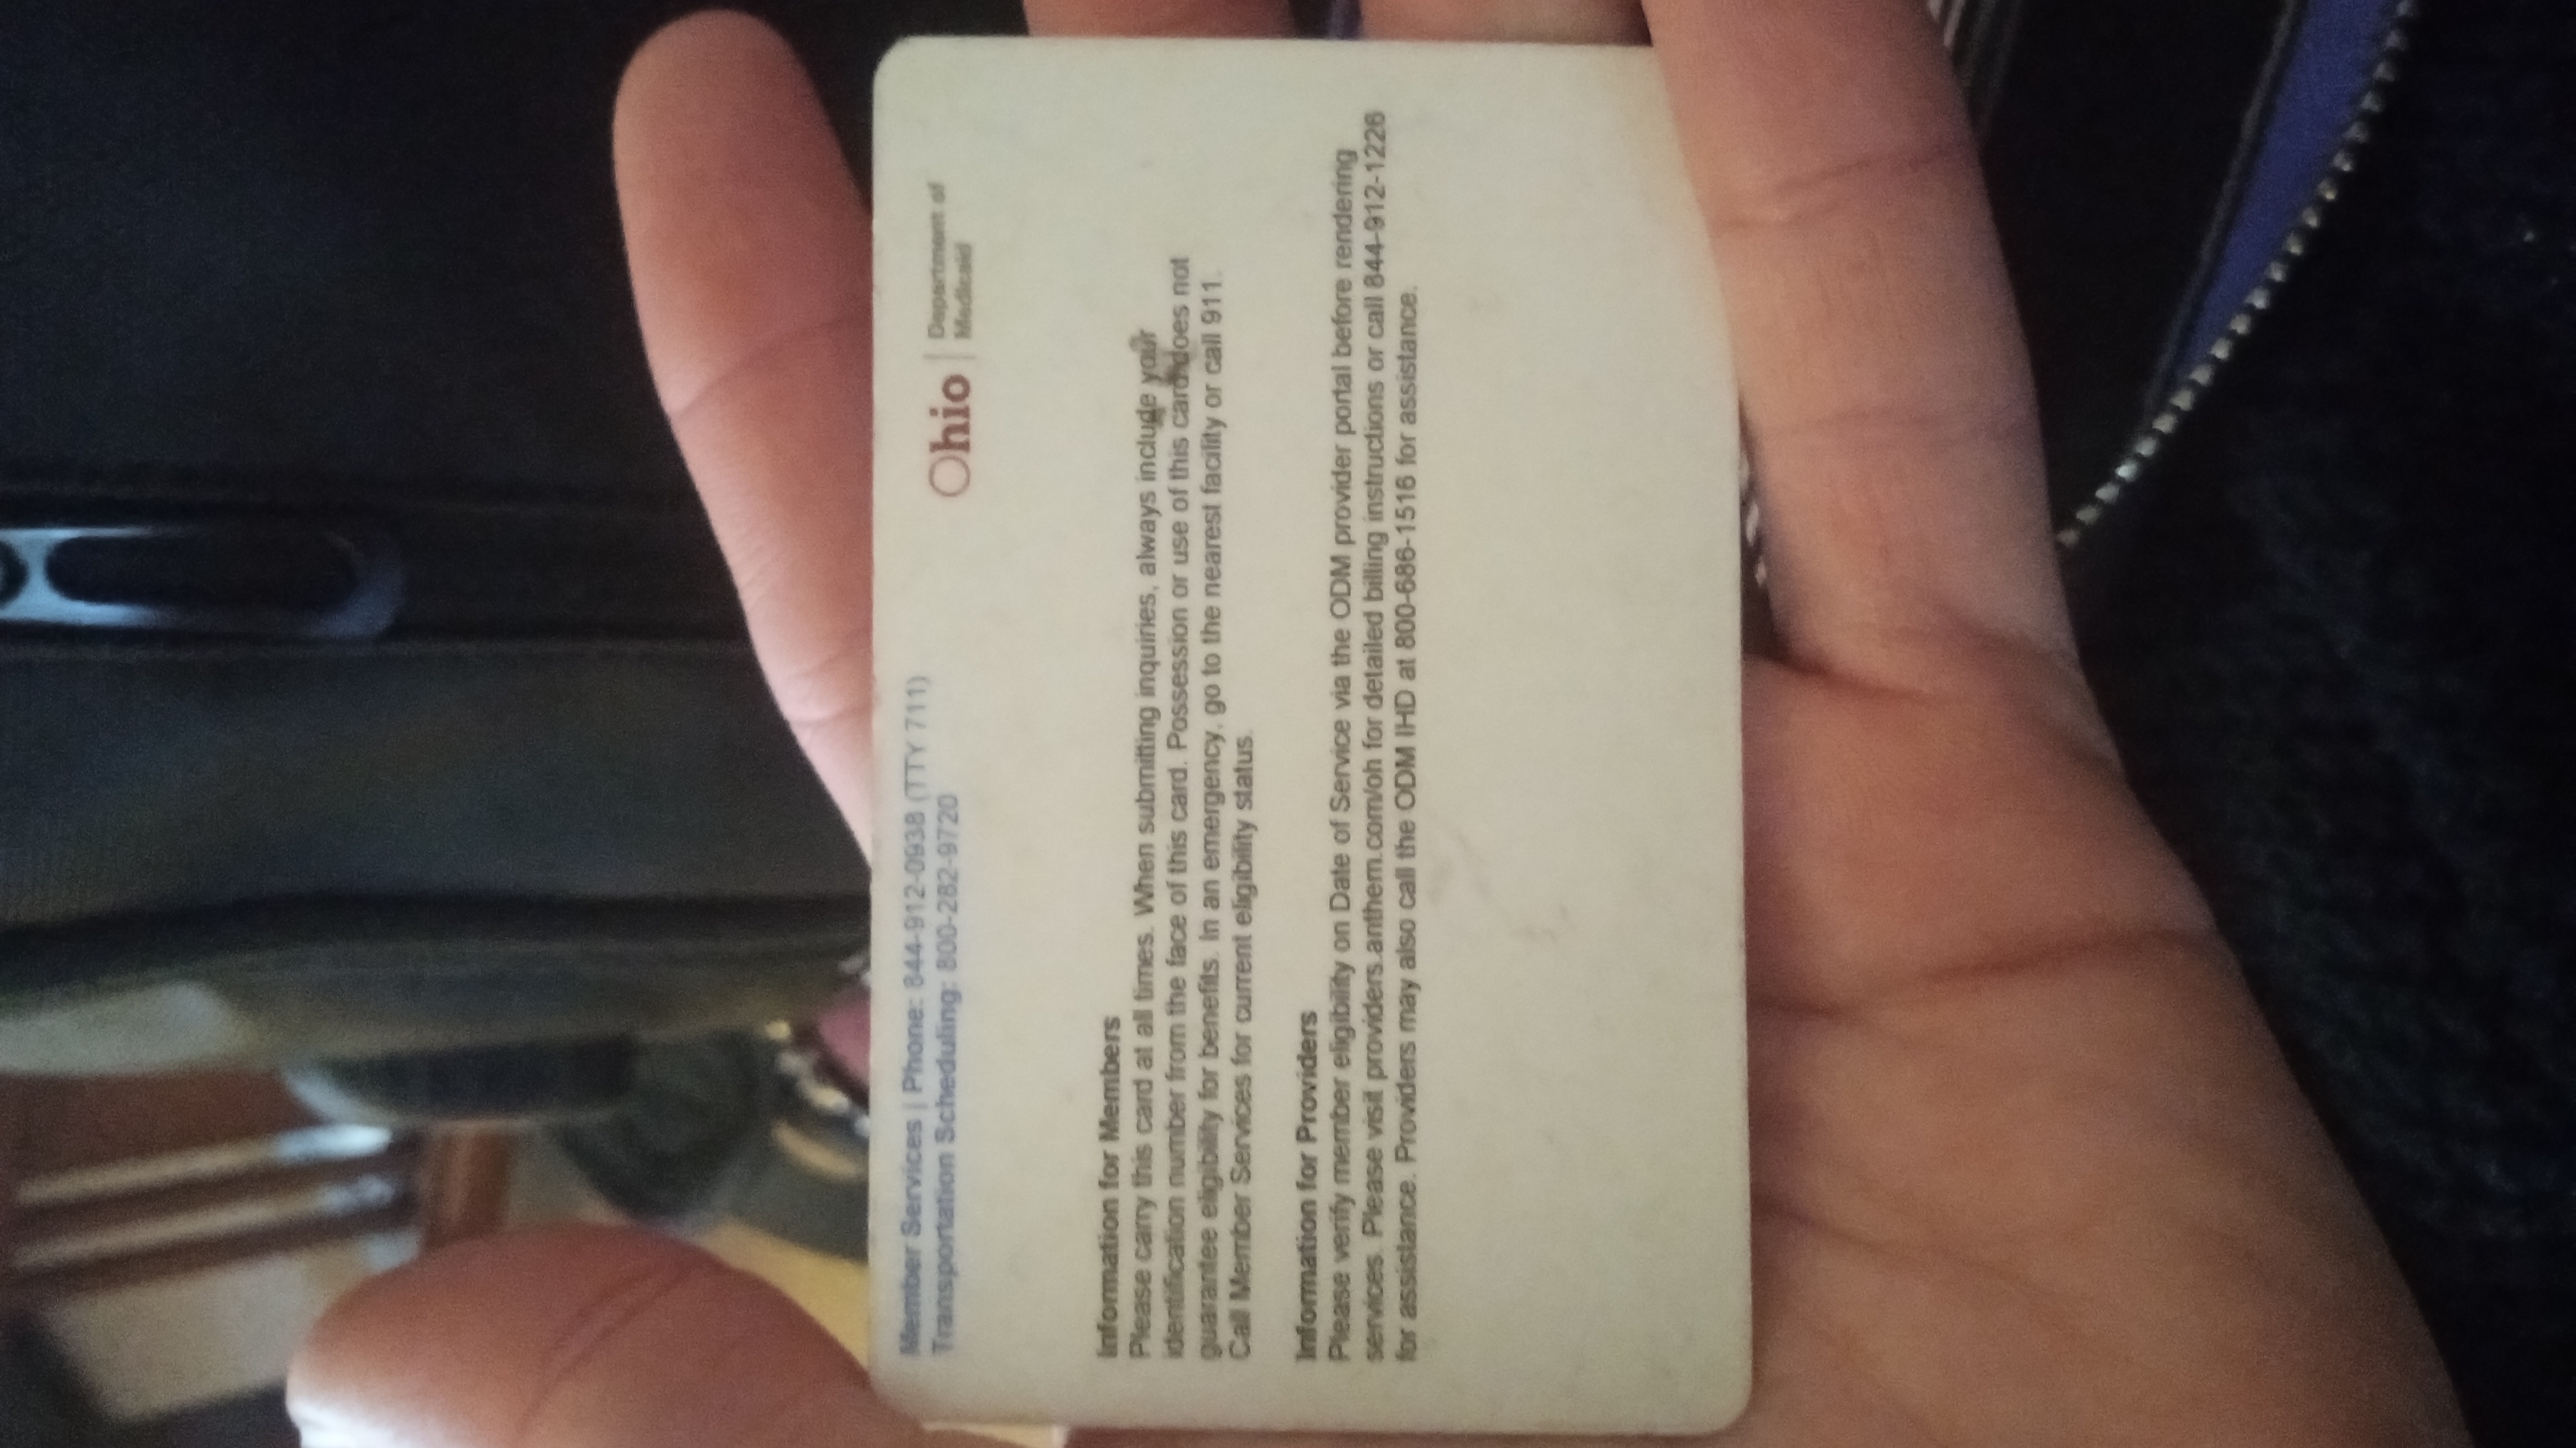 Member Services | Phone: 844-912-0938 (TTY 711)
Transportation Scheduling: 800-282-9720
Ohio | Department of
Medicaid
Information for Members
Please carry this card at all times. When submitting inquiries, always include your
identification number from the face of this card. Possession or use of this card does not
guarantee eligibility for benefits. In an emergency, go to the nearest facility or call 911.
Call Member Services for current eligibility status.
Information for Providers
Please verify member eligibility on Date of Service via the ODM provider portal before rendering
services. Please visit providers.anthem.com/oh for detailed billing instructions or call 844-912-1226
for assistance. Providers may also call the ODM IHD at 800-686-1516 for assistance.